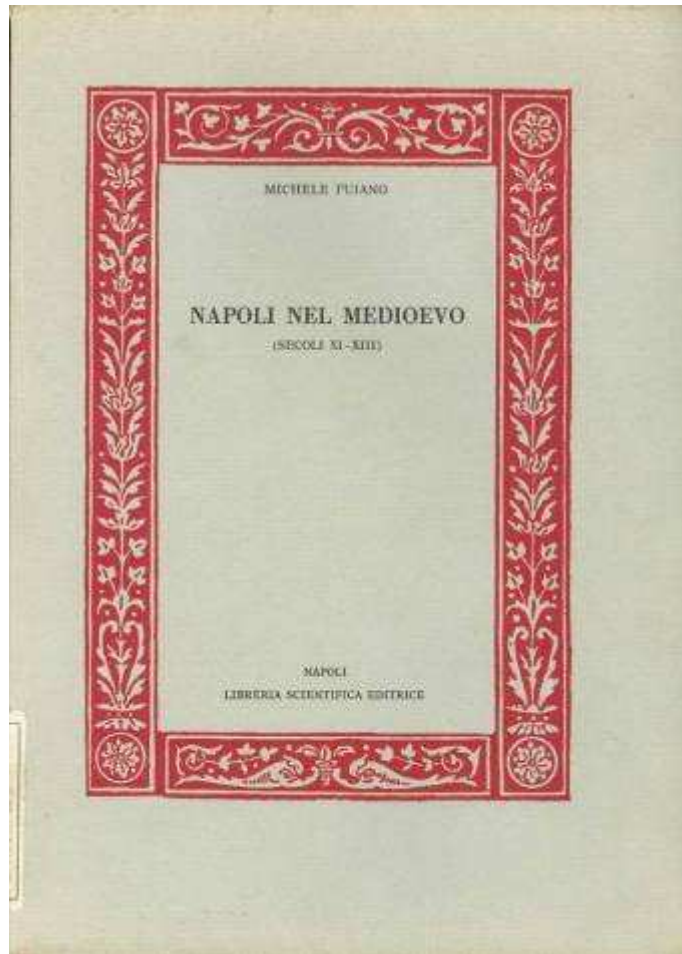 MICHELE FUIANO
NAPOLI NEL MEDIOEVO
(SECOLI XI-XIII)
NAPOLI
LIBRERIA SCIENTIFICA EDITRICE